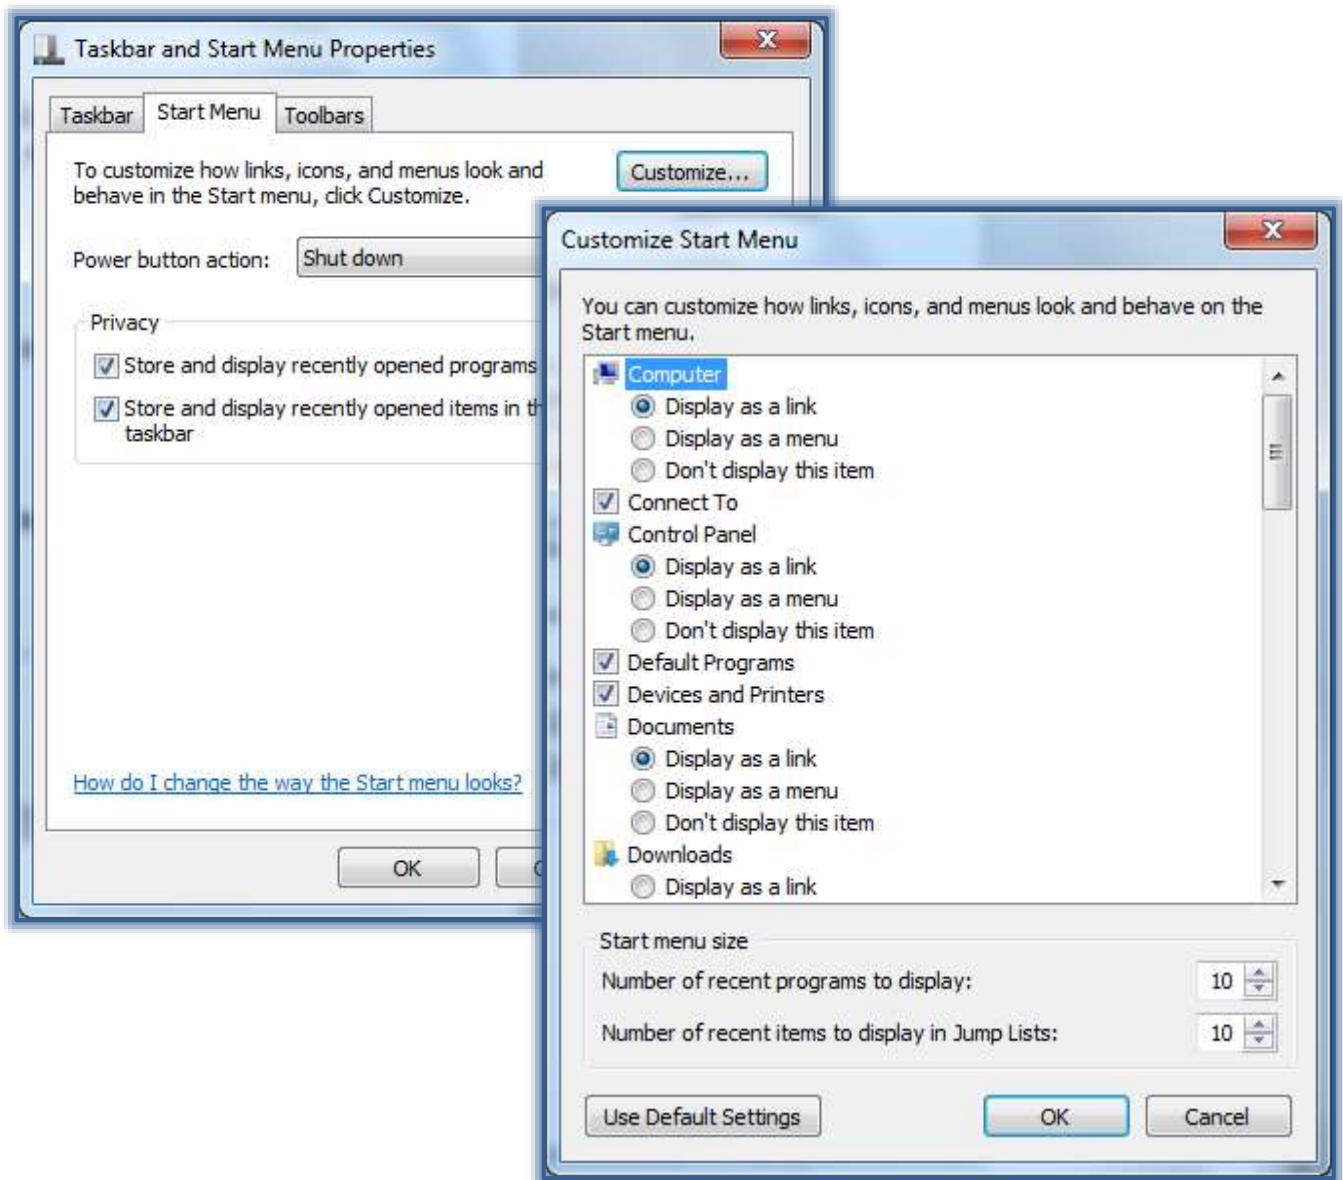 Taskbar and Start Menu Properties
Taskbar
Start Menu
Toolbars
To customize how links, icons, and menus look and
behave in the Start menu, click Customize.
Customize...
Power button action:
Shut down
Privacy
Store and display recently opened programs
Store and display recently opened items in
taskbar
How do I change the way the Start menu looks?
OK
Customize Start Menu
You can customize how links, icons, and menus look and behave on the
Start menu.
Computer
Display as a link
Display as a menu
Don't display this item
Connect To
Control Panel
Display as a link
Display as a menu
Don't display this item
Default Programs
Devices and Printers
Documents
Display as a link
Display as a menu
Don't display this item
Downloads
Display as a link
Start menu size
Number of recent programs to display:
10
Number of recent items to display in Jump Lists:
10
Use Default Settings
OK
Cancel